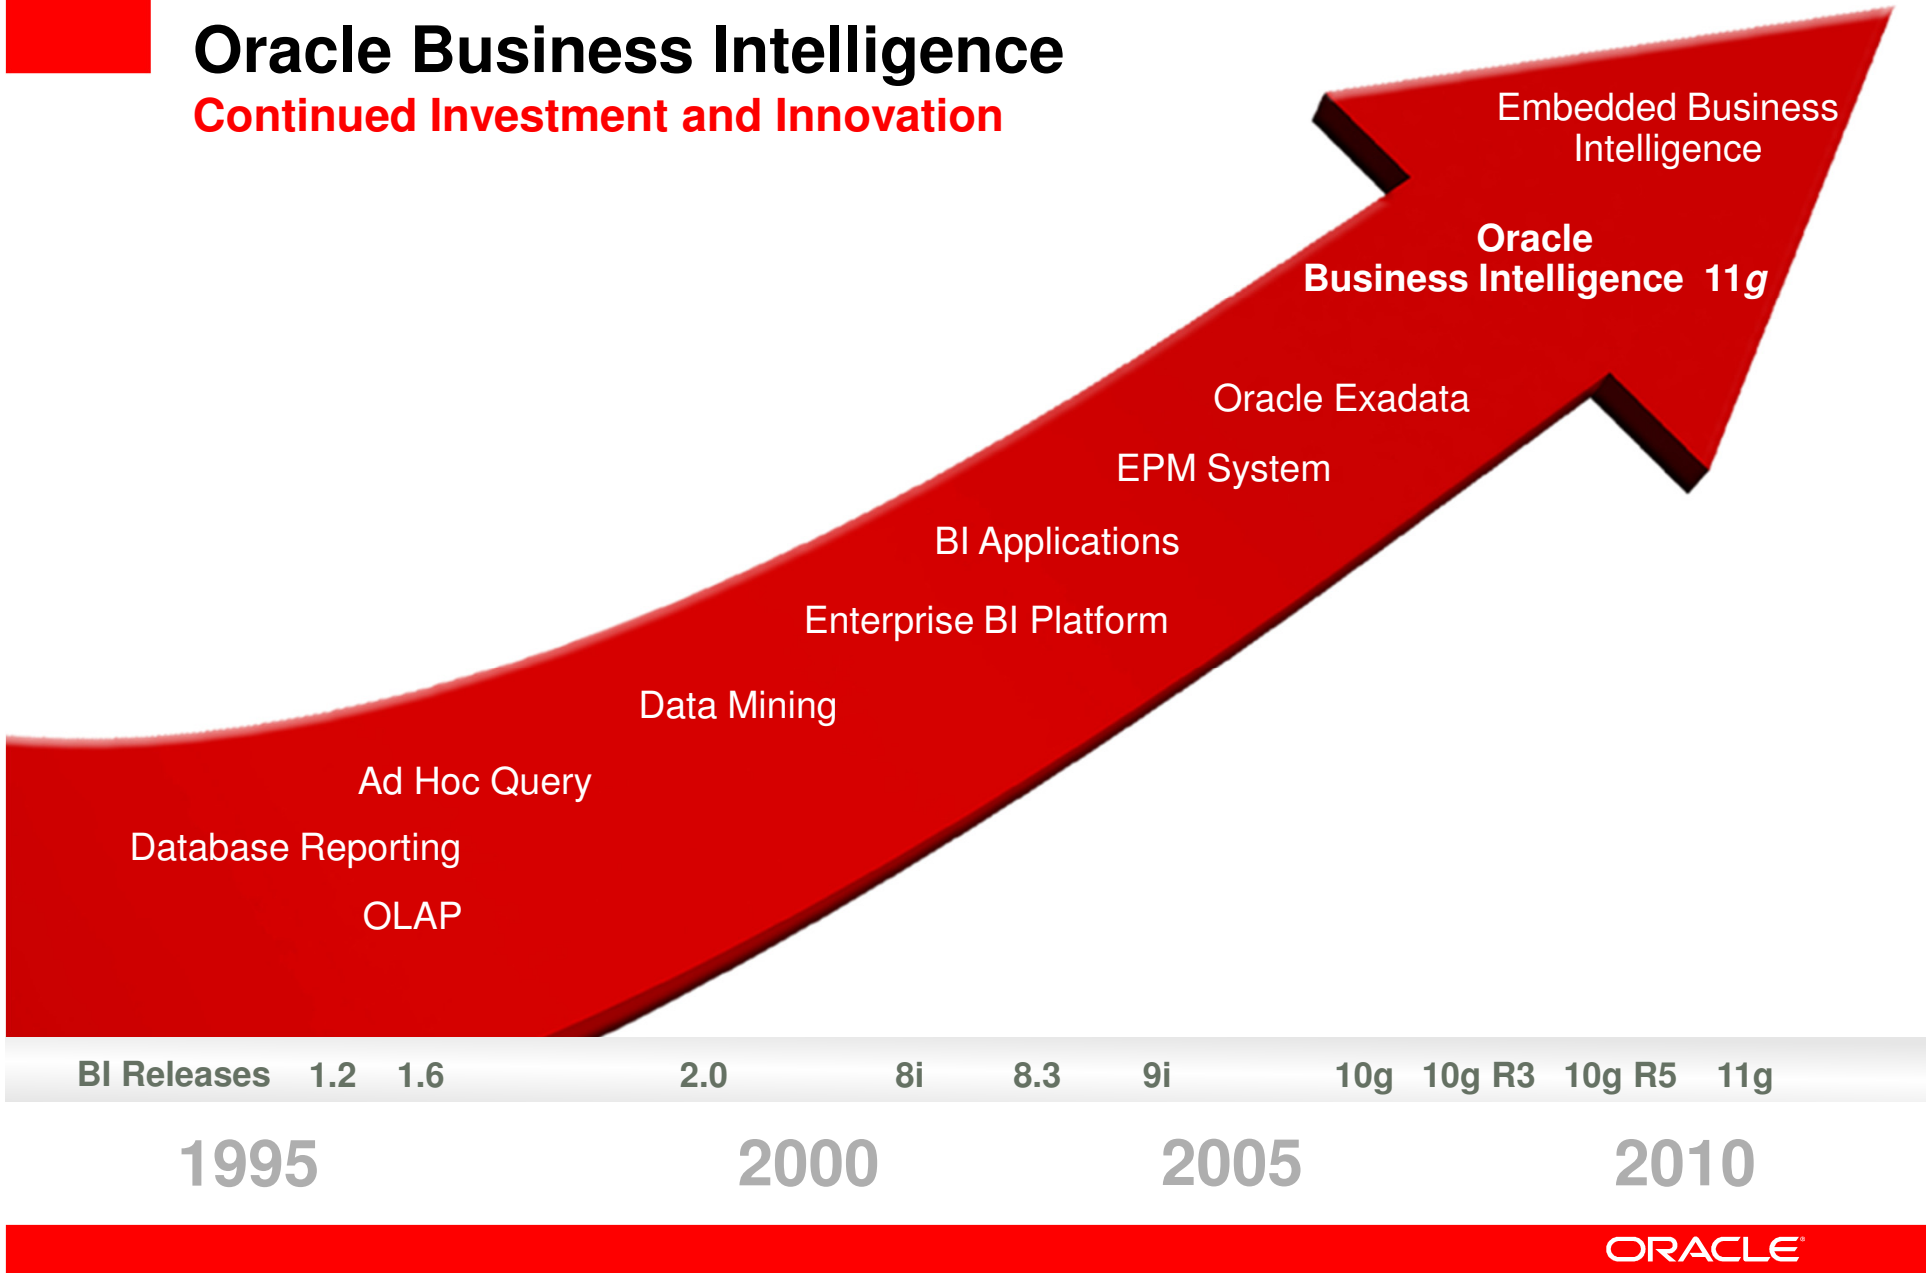 Oracle Business Intelligence
Continued Investment and Innovation
Embedded Business
Intelligence
Oracle
Business Intelligence 11g
Oracle Exadata
EPM System
BI Applications
Enterprise BI Platform
Data Mining
Ad Hoc Query
Database Reporting
OLAP
BI Releases 1.2 1.6 2.0 8i 8.3 9i 10g 10g R3 10g R5 11g
1995 2000 2005 2010
ORACLE